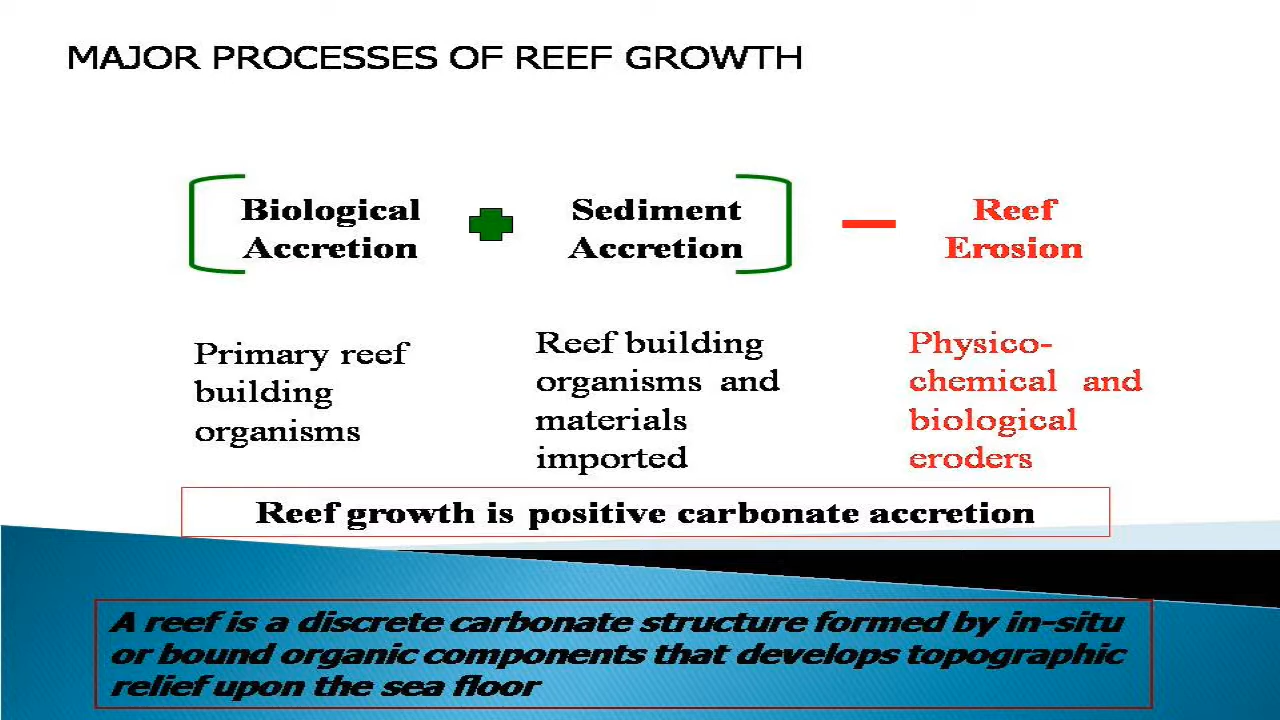 MAJOR PROCESSES OF REEF GROWTH
Biological
Accretion
Sediment
Accretion
Reef
Erosion
Primary reef
building
organisms
Reef building
organisms and
materials
imported
Physico-
chemical and
biological
eroders
Reef growth is positive carbonate accretion
A reef is a discrete carbonate structure formed by in-situ
or bound organic components that develops topographic
relief upon the sea floor